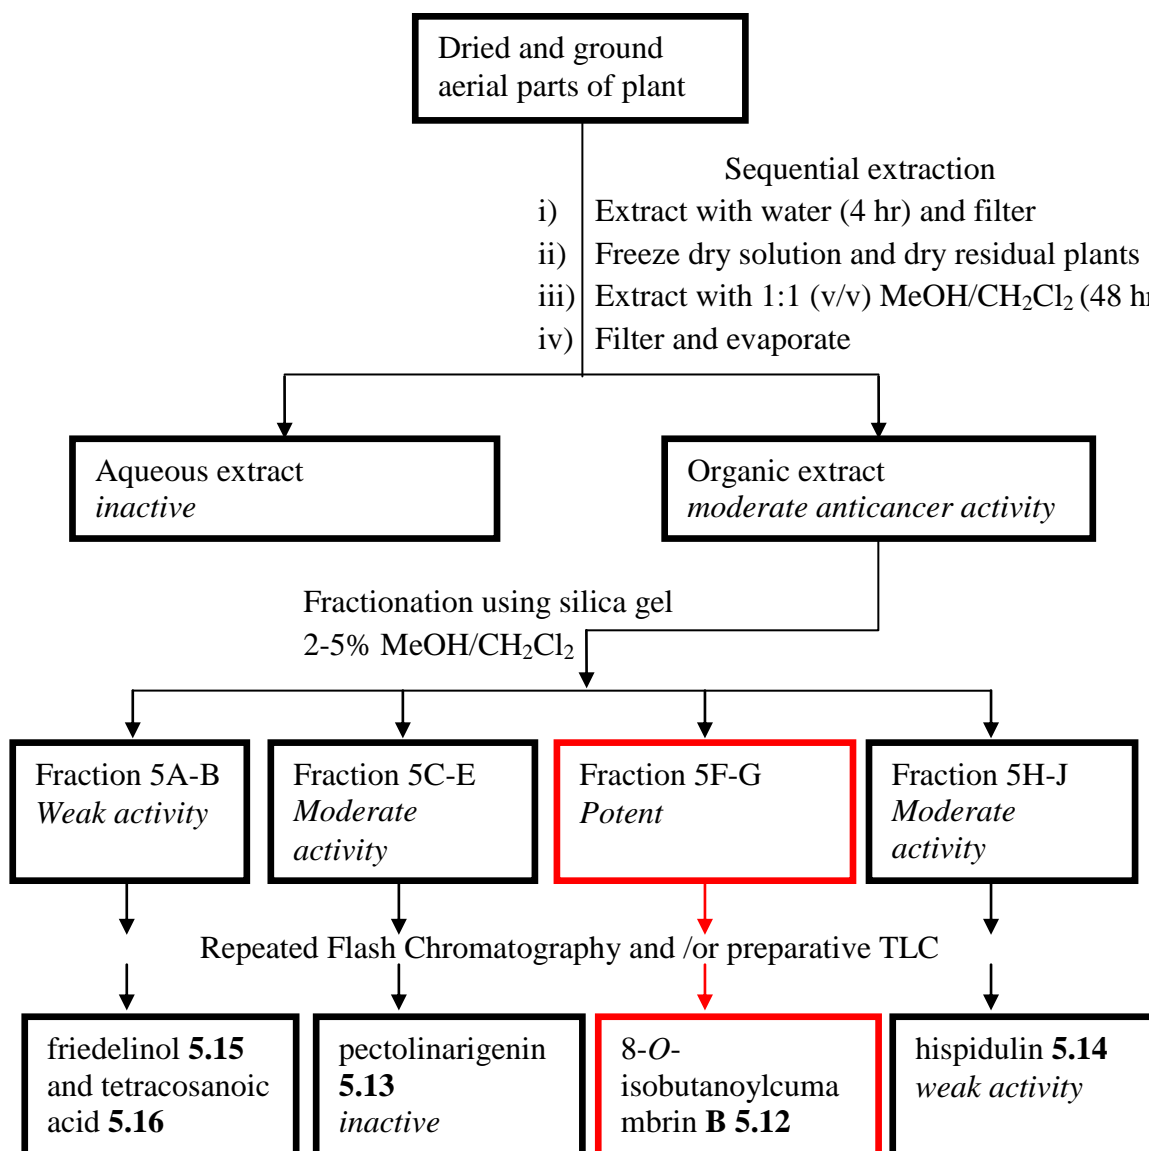 Dried and ground
aerial parts of plant
Sequential extraction
i) Extract with water (4 hr) and filter
ii) Freeze dry solution and dry residual plants
iii) Extract with 1:1 (v/v) MeOH/CH₂Cl₂ (48 hr
iv) Filter and evaporate
Aqueous extract
inactive
Organic extract
moderate anticancer activity
Fractionation using silica gel
2-5% MeOH/CH₂Cl₂
Fraction 5A-B
Weak activity
Fraction 5C-E
Moderate
activity
Fraction 5F-G
Potent
Fraction 5H-J
Moderate
activity
Repeated Flash Chromatography and /or preparative TLC
friedelinol 5.15
and tetracosanoic
acid 5.16
pectolinarigenin
5.13
inactive
8-O-
isobutanoylcuma
mbrin B 5.12
hispidulin 5.14
weak activity